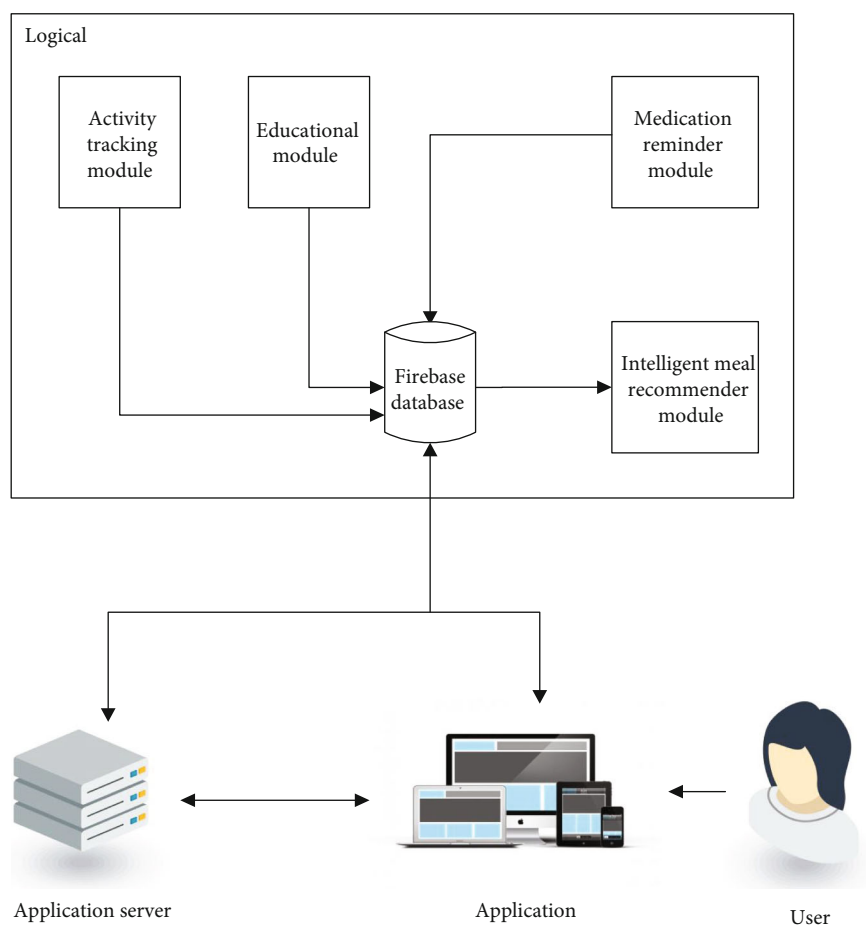 Logical
Activity
tracking
module
Educational
module
Medication
reminder
module
Firebase
database
Intelligent meal
recommender
module
Application server
Application
User